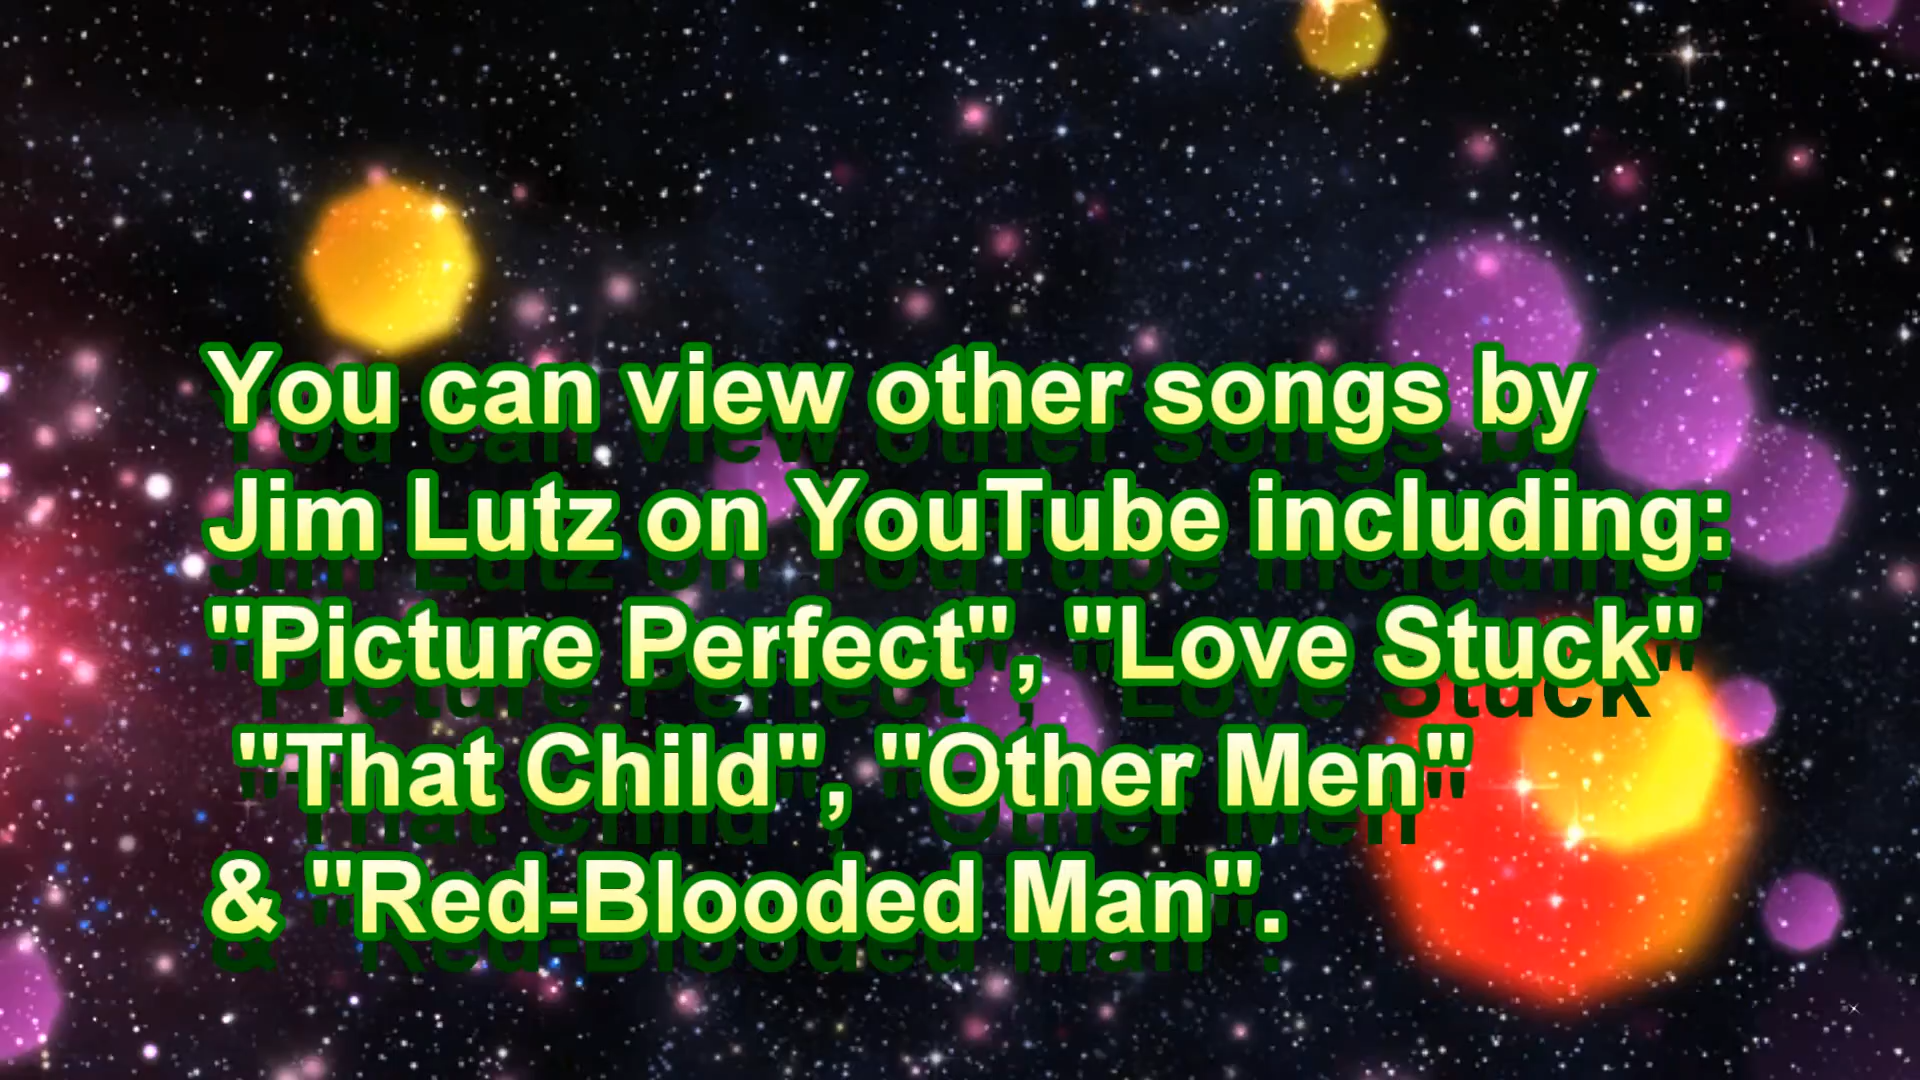 You can view other songs by
Jim Lutz on YouTube including:
"Picture Perfect", "Love Stuck"
"That Child", "Other Men"
& "Red-Blooded Man".